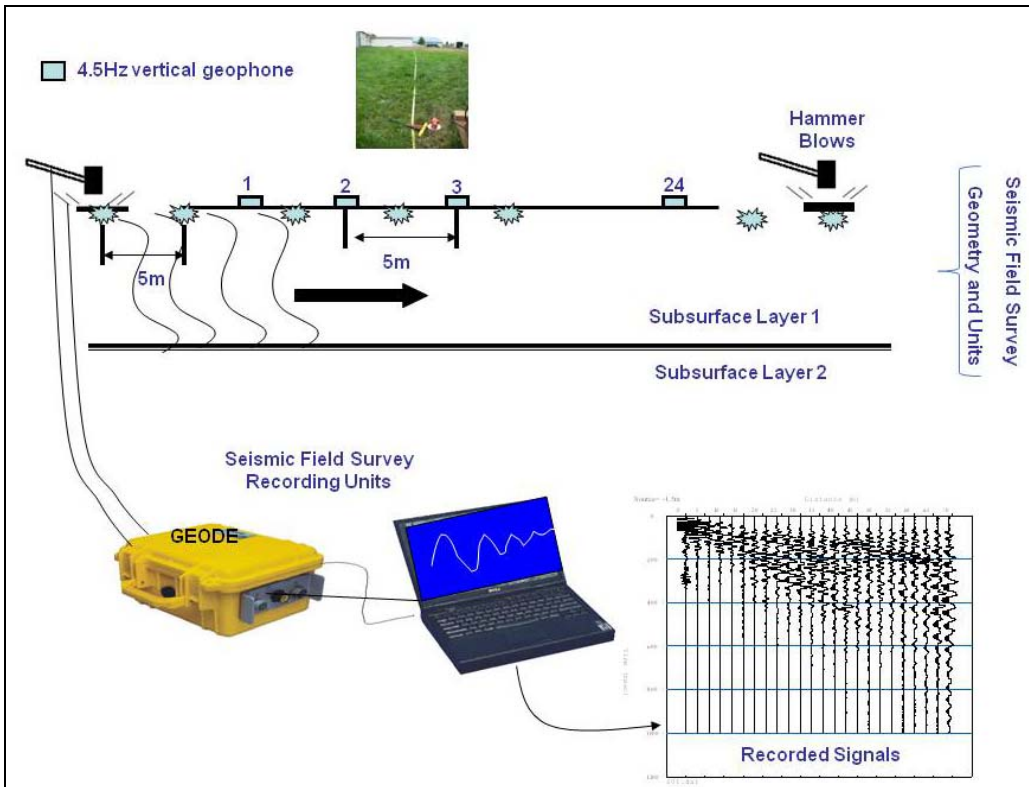 4.5Hz vertical geophone
Hammer
Blows
1
2
3
24
5m
5m
Seismic Field Survey
Geometry and Units
Subsurface Layer 1
Subsurface Layer 2
Seismic Field Survey
Recording Units
GEODE
DELL
Recorded Signals